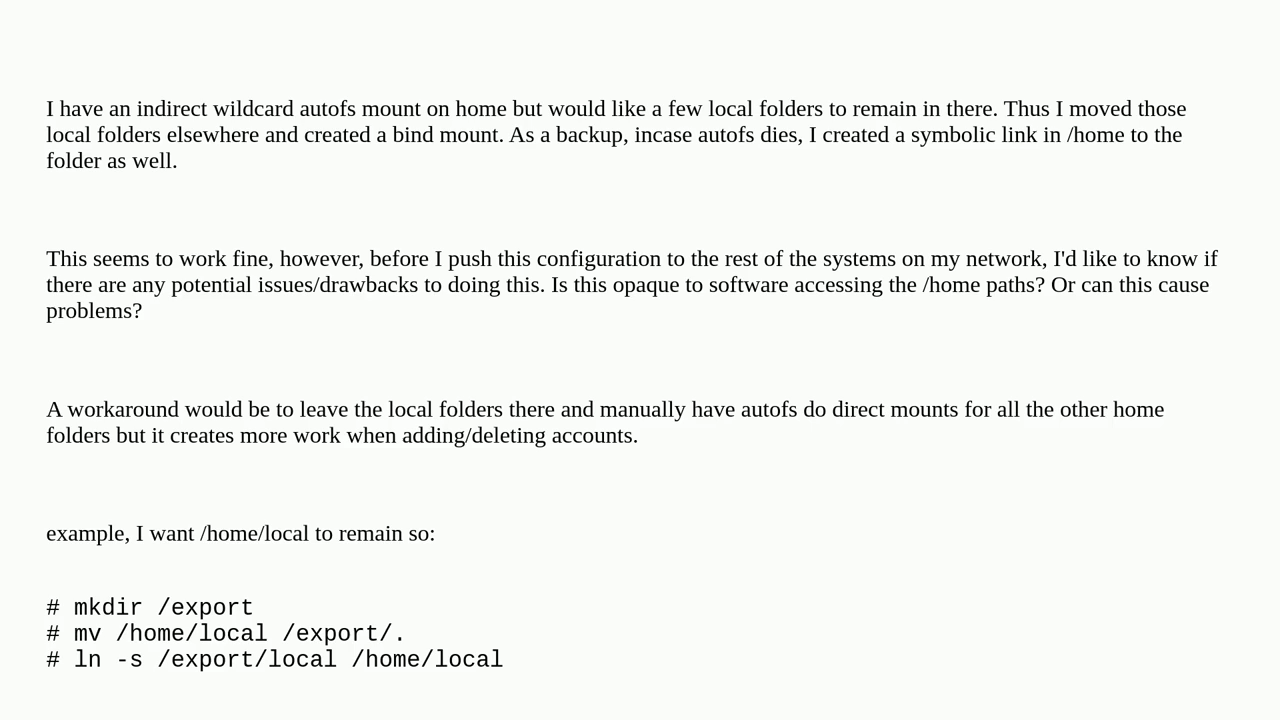 I have an indirect wildcard autofs mount on home but would like a few local folders to remain in there. Thus I moved those
local folders elsewhere and created a bind mount. As a backup, incase autofs dies, I created a symbolic link in /home to the
folder as well.
This seems to work fine, however, before I push this configuration to the rest of the systems on my network, I'd like to know if
there are any potential issues/drawbacks to doing this. Is this opaque to software accessing the /home paths? Or can this cause
problems?
A workaround would be to leave the local folders there and manually have autofs do direct mounts for all the other home
folders but it creates more work when adding/deleting accounts.
example, I want /home/local to remain so:
# mkdir /export
# mv /home/local /export/.
# ln -s /export/local /home/local